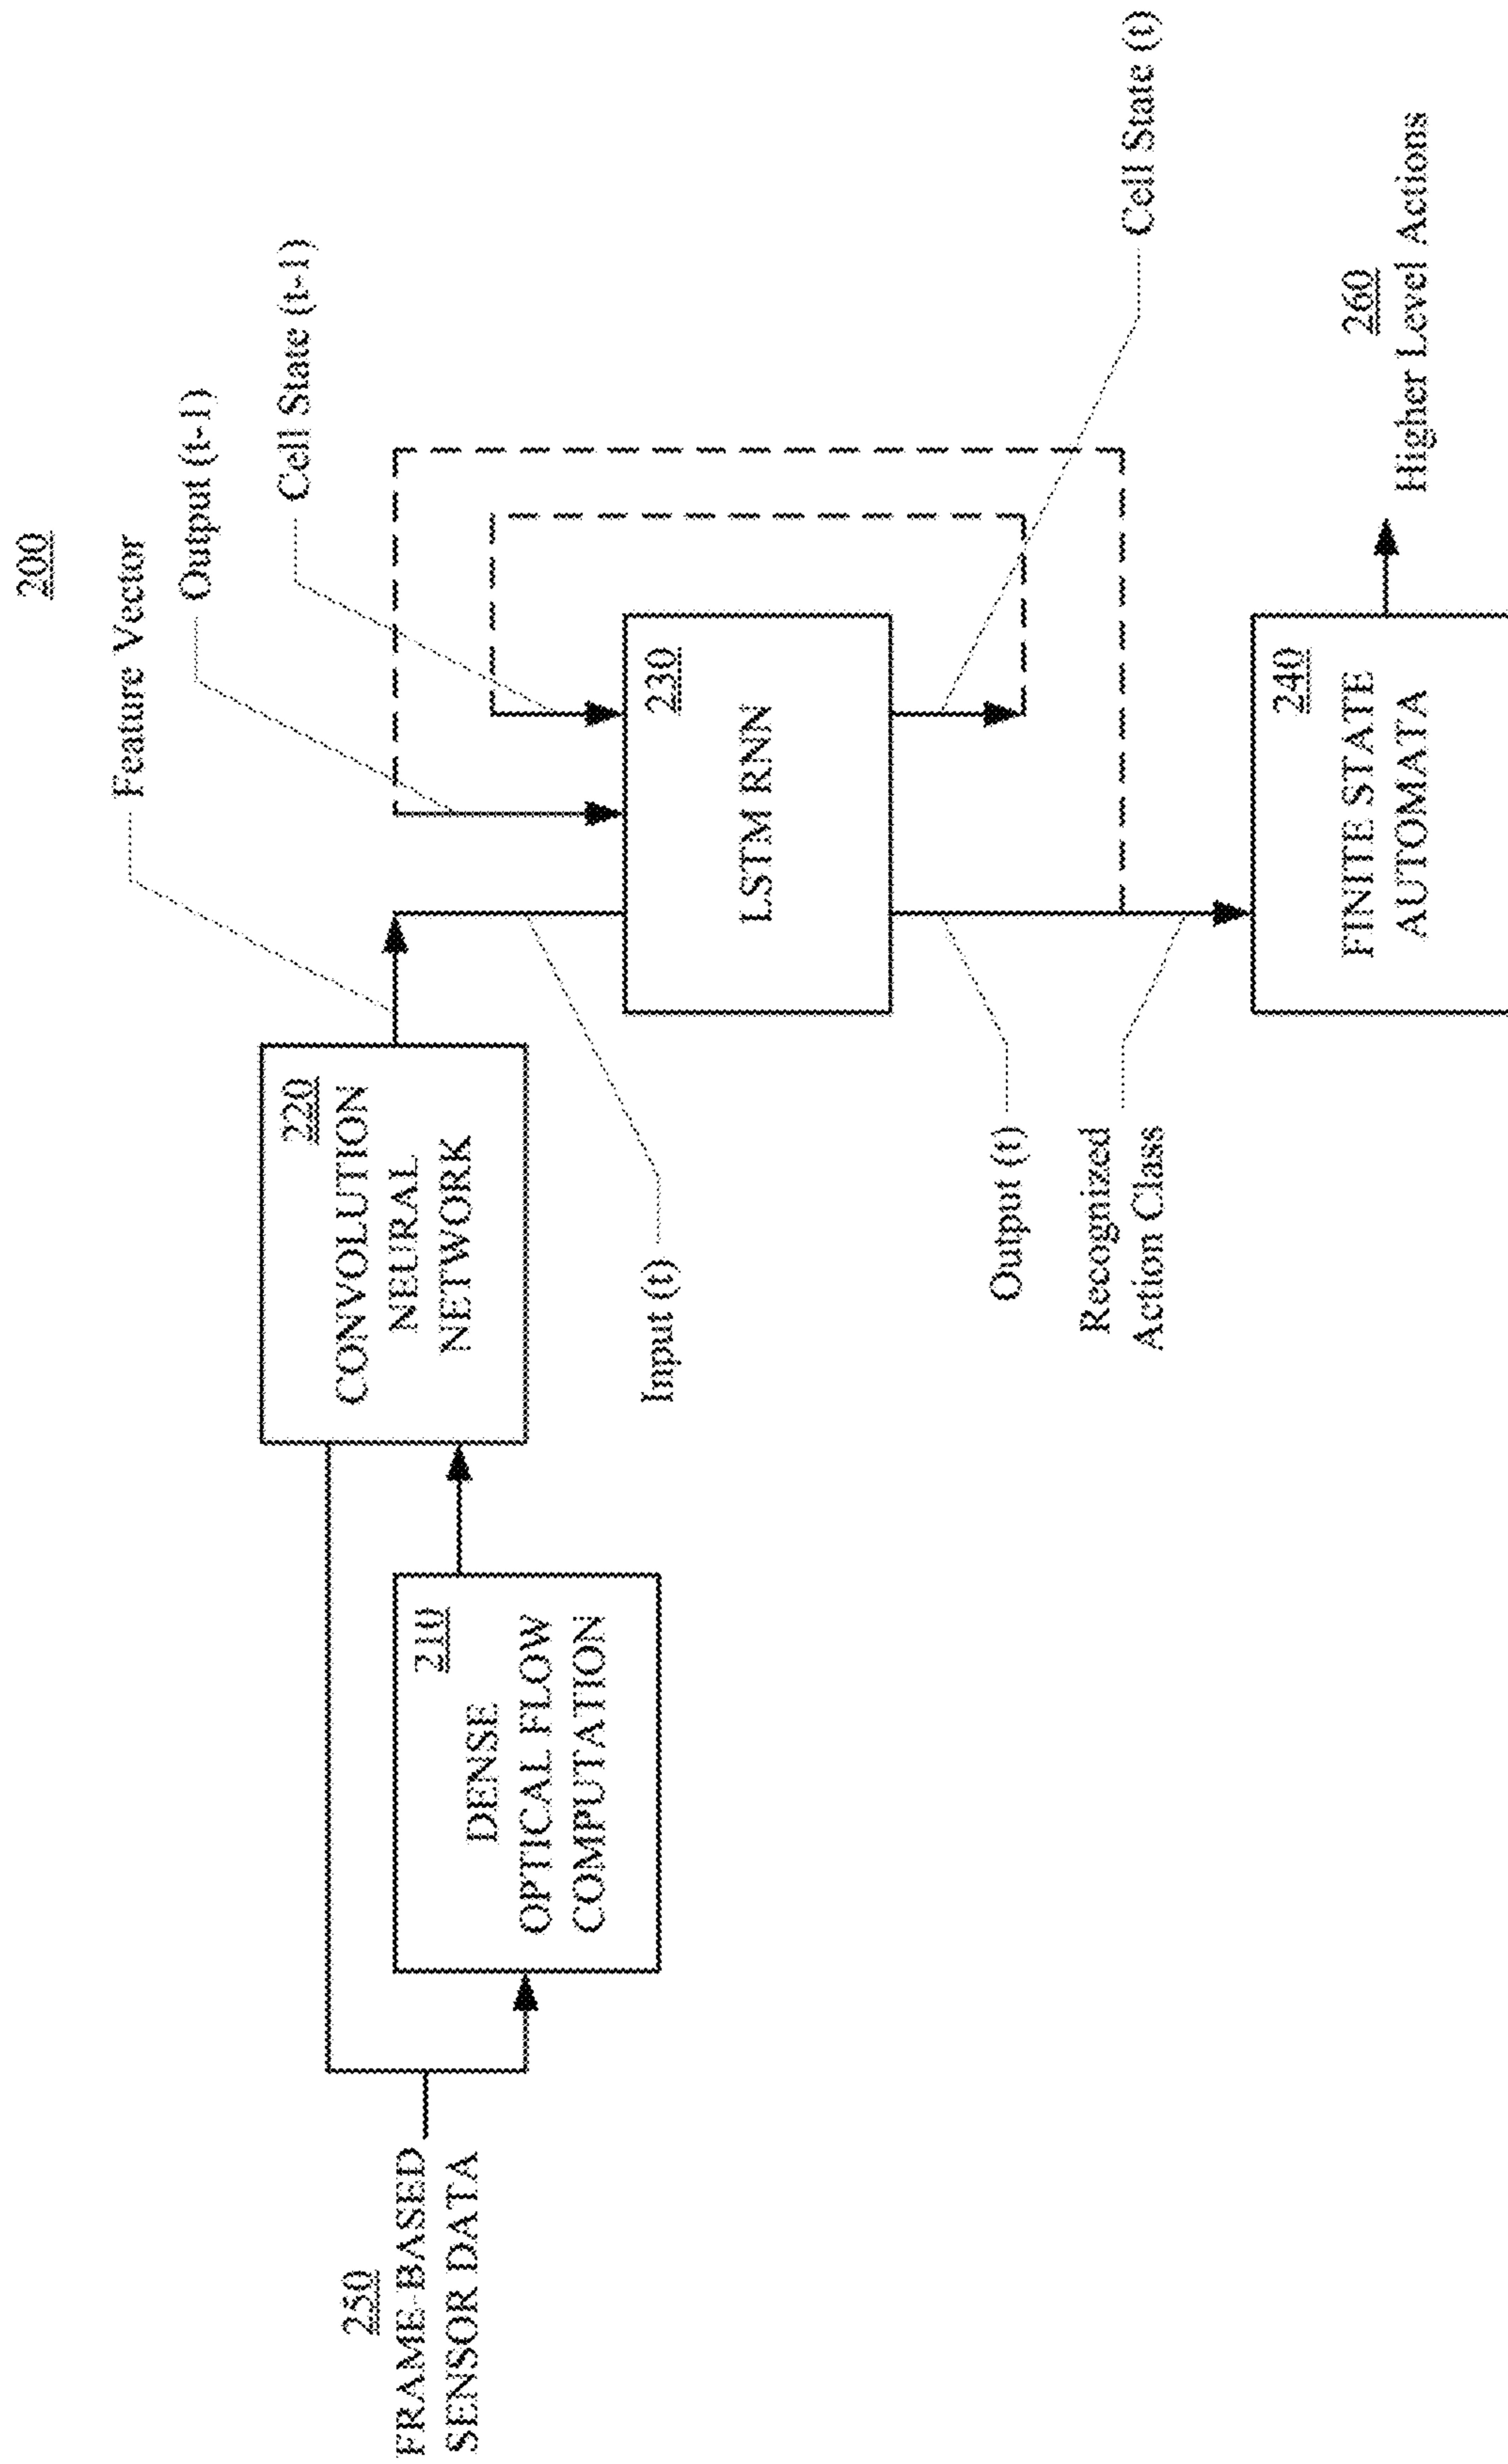 200
Feature Vector
Output (t-1)
Cell State (t-1)
220
CONVOLUTION
NEURAL
NETWORK
250
FRAME-BASED
SENSOR DATA
210
DENSE
OPTICAL FLOW
COMPUTATION
Input (t)
230
LSTM RNN
Output (t)
Recognized
Action Class
Cell State (t)
240
FINITE STATE
AUTOMATA
260
Higher Level Actions